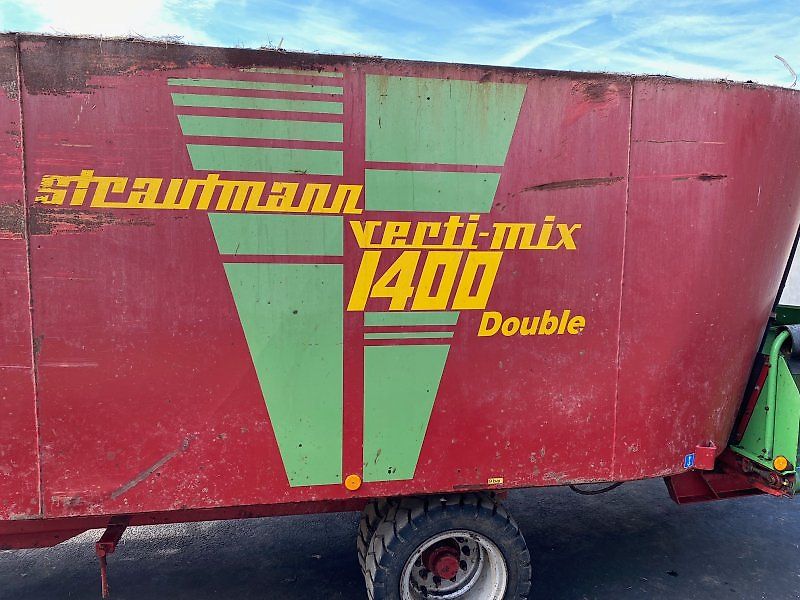 Strautmann
verti-mix
1400
Double